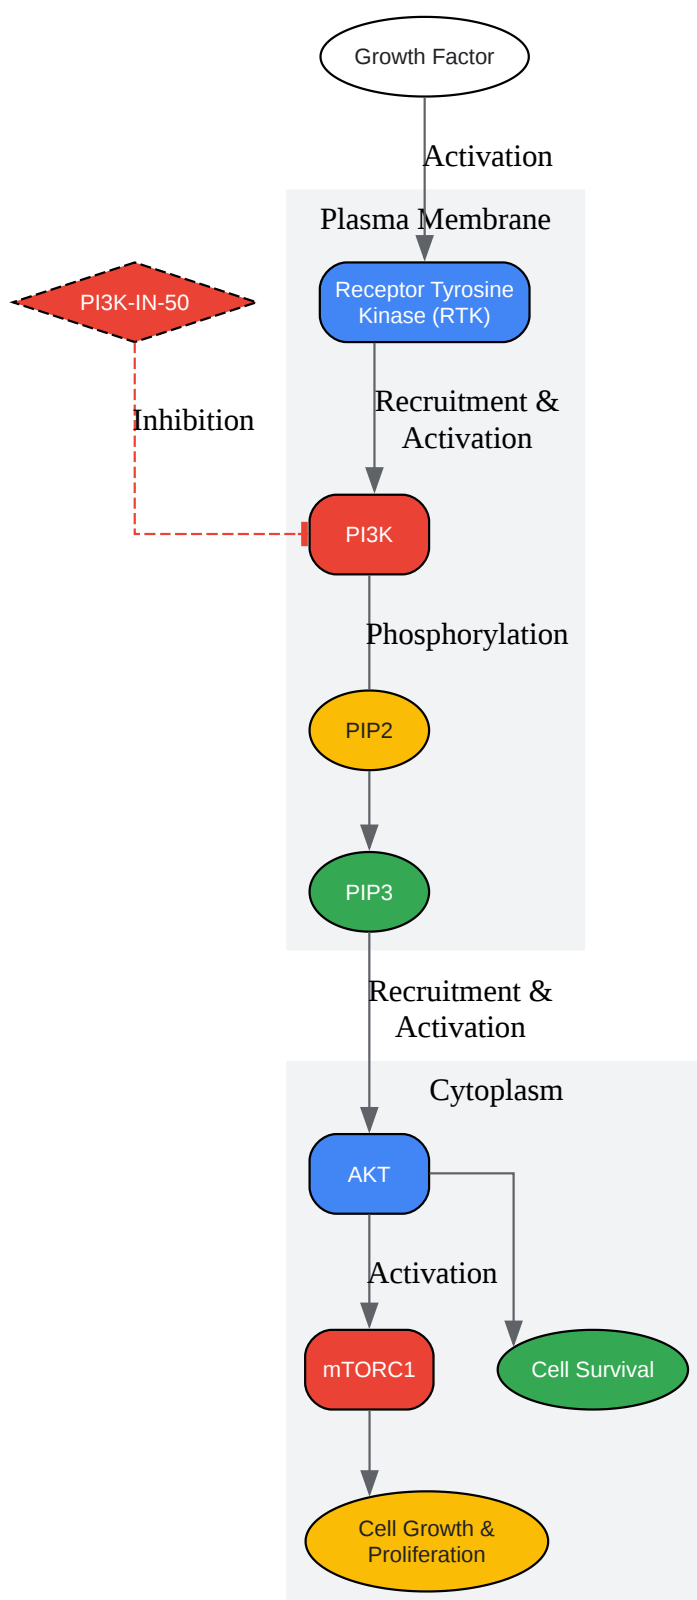 Growth Factor
Activation
Plasma Membrane
PI3K-IN-50
Receptor Tyrosine
Kinase (RTK)
Inhibition
Recruitment &
Activation
PI3K
Phosphorylation
PIP2
PIP3
Recruitment &
Activation
Cytoplasm
AKT
Activation
mTORC1
Cell Survival
Cell Growth &
Proliferation